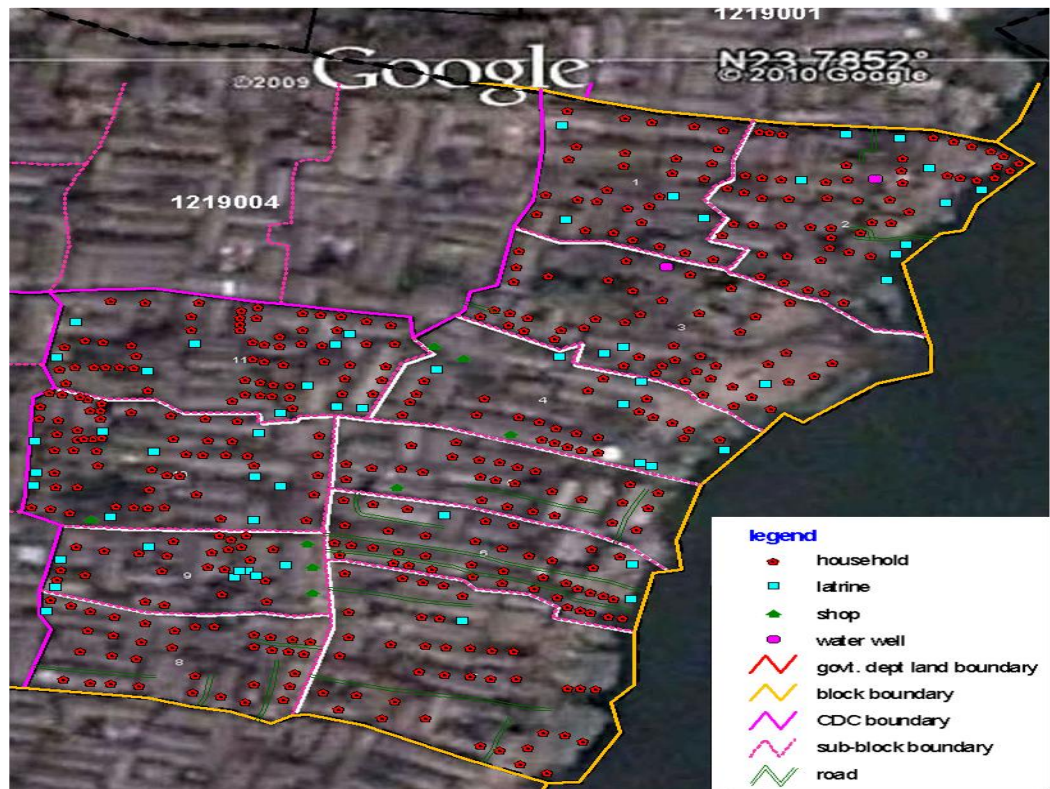 1219001
N23.7852°
©2009 Google
© 2010 Google
1219004
1
2
3
11
4
10
6
9
8
legend
household
latrine
shop
water well
govt. dept land boundary
block boundary
CDC boundary
sub-block boundary
road